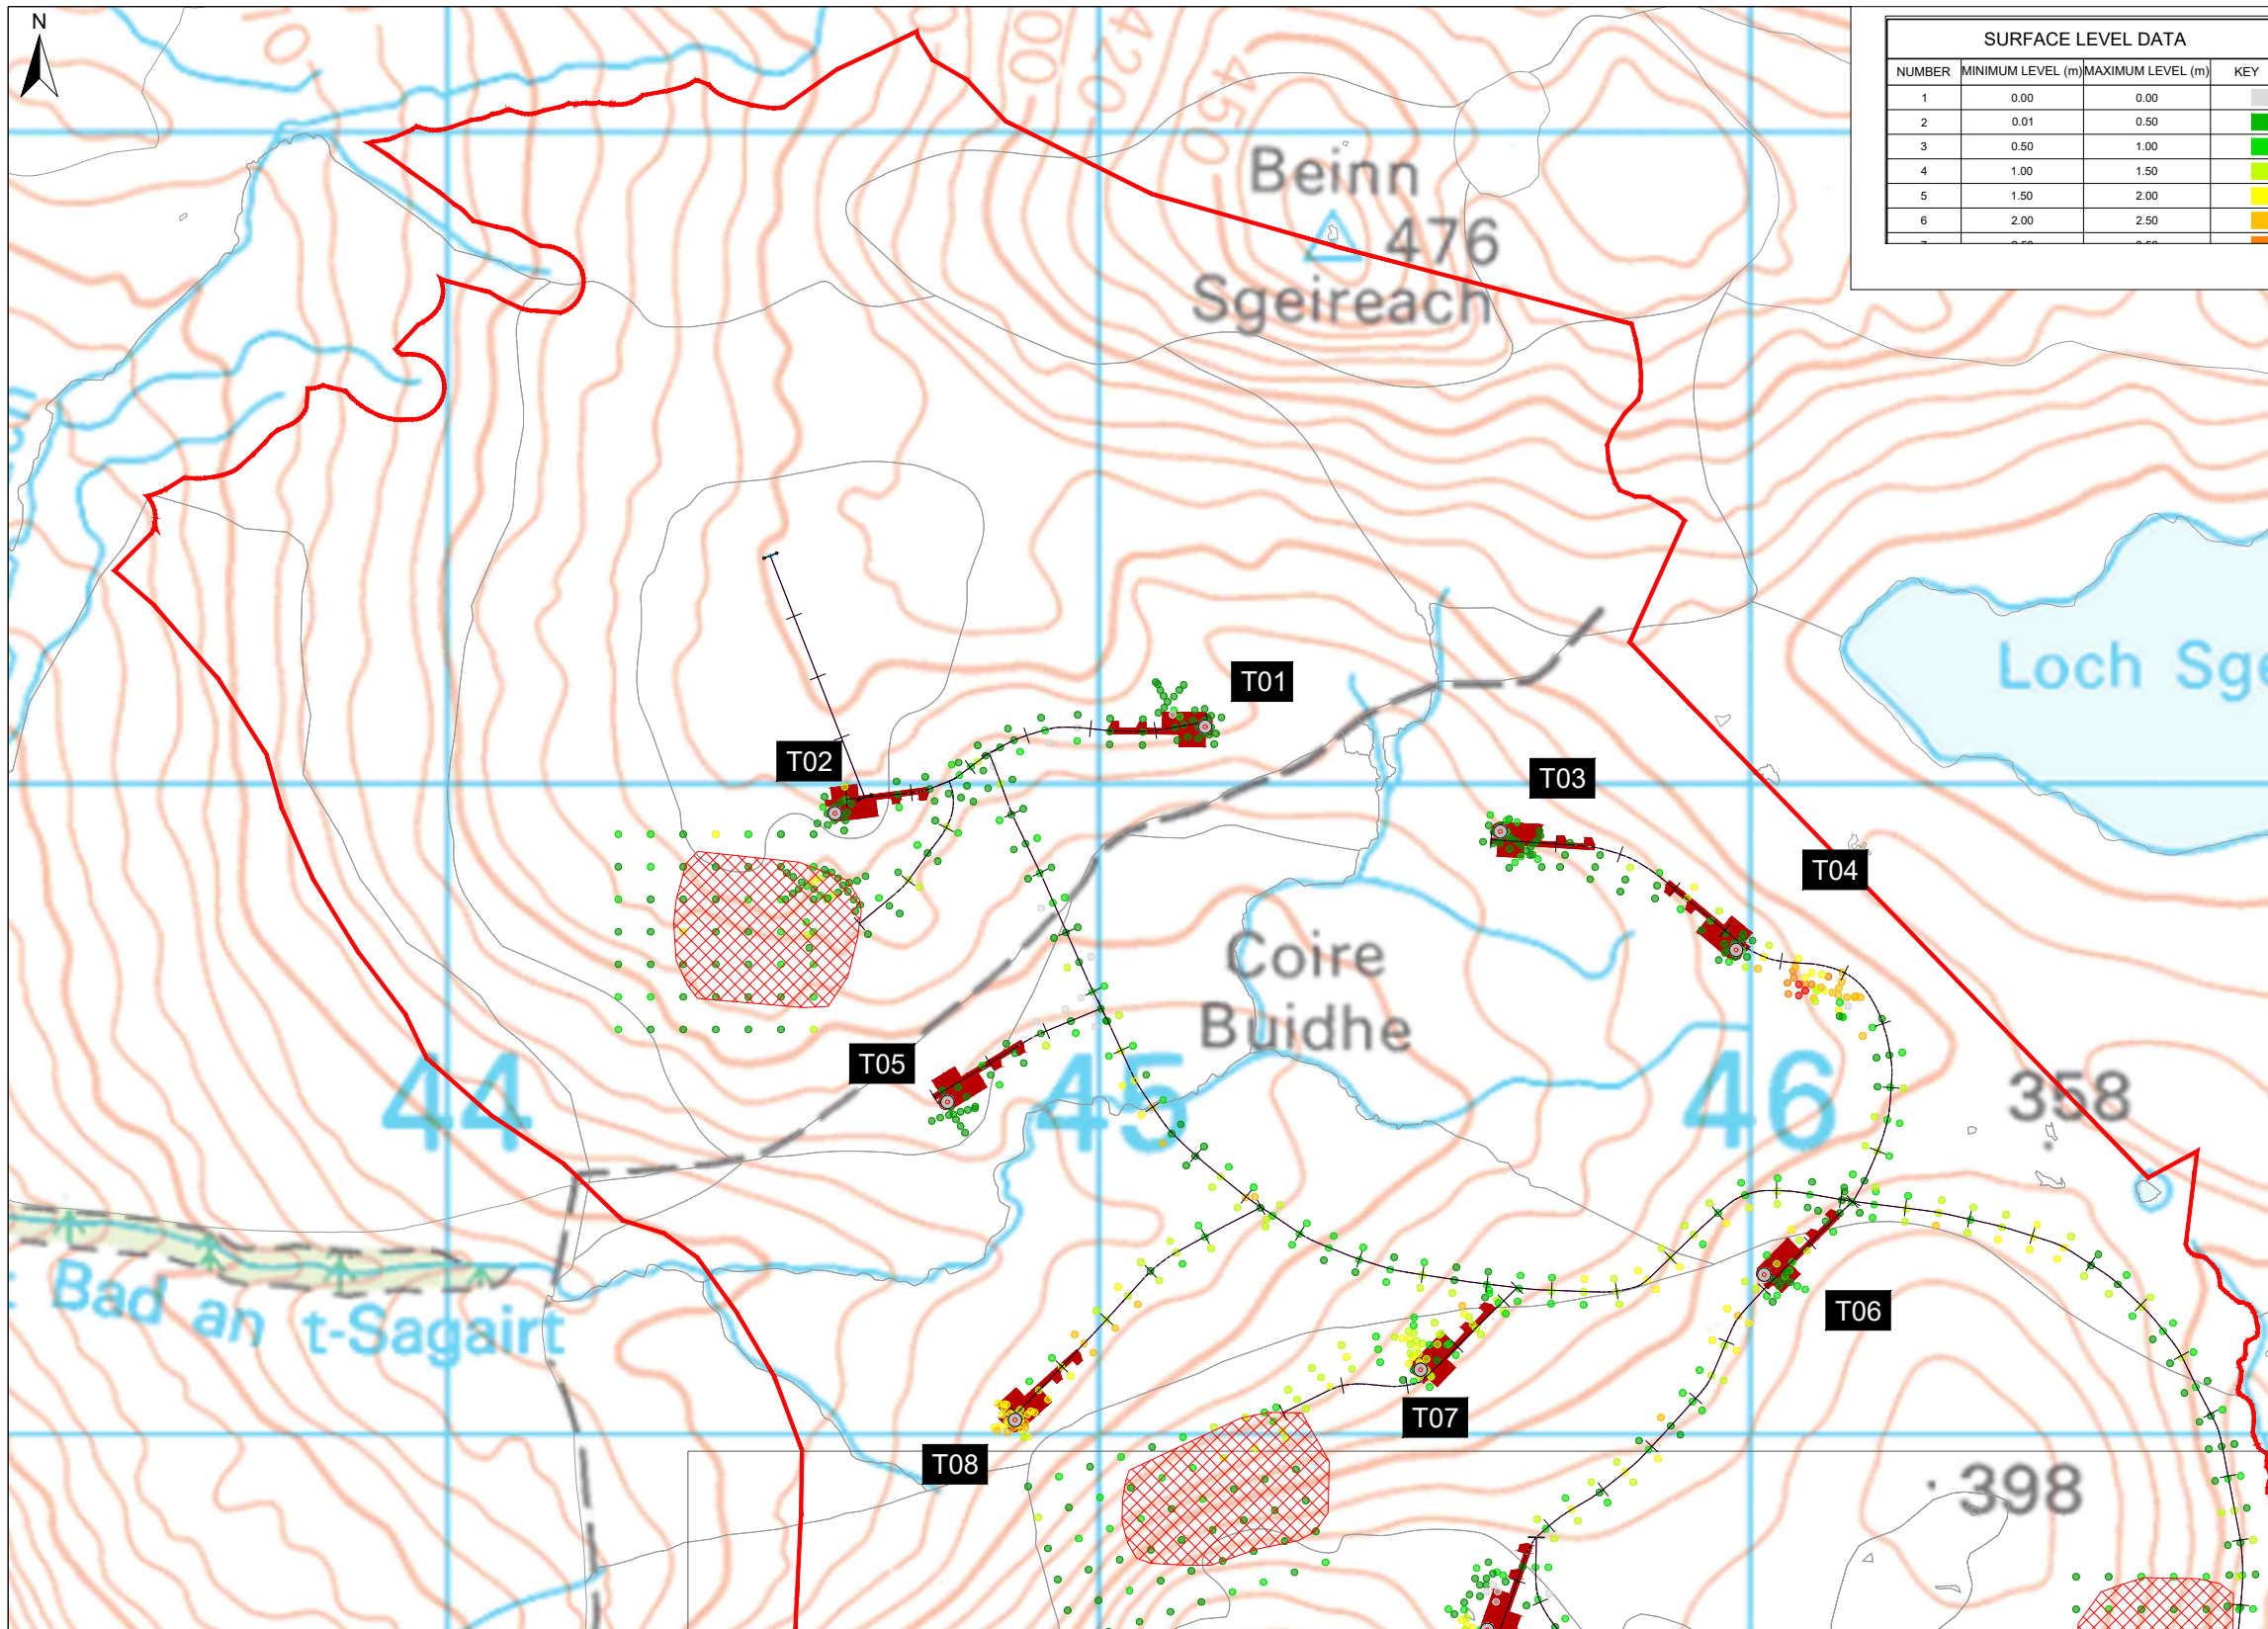 N
SURFACE LEVEL DATA
NUMBER MINIMUM LEVEL (m) MAXIMUM LEVEL (m) KEY
1 0.00 0.00
2 0.01 0.50
3 0.50 1.00
4 1.00 1.50
5 1.50 2.00
6 2.00 2.50
420
450
Beinn
476
Sgeireach
Loch Sge
T01
T02
T03
T04
Coire
Buidhe
T05
44
45
46
358
Bad an t-Sagairt
T06
T07
T08
398